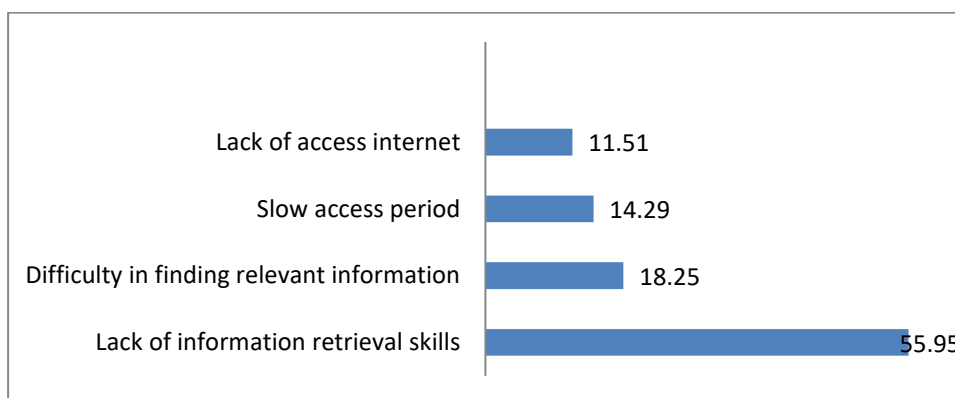 Lack of access internet 11.51
Slow access period 14.29
Difficulty in finding relevant information 18.25
Lack of information retrieval skills 55.95